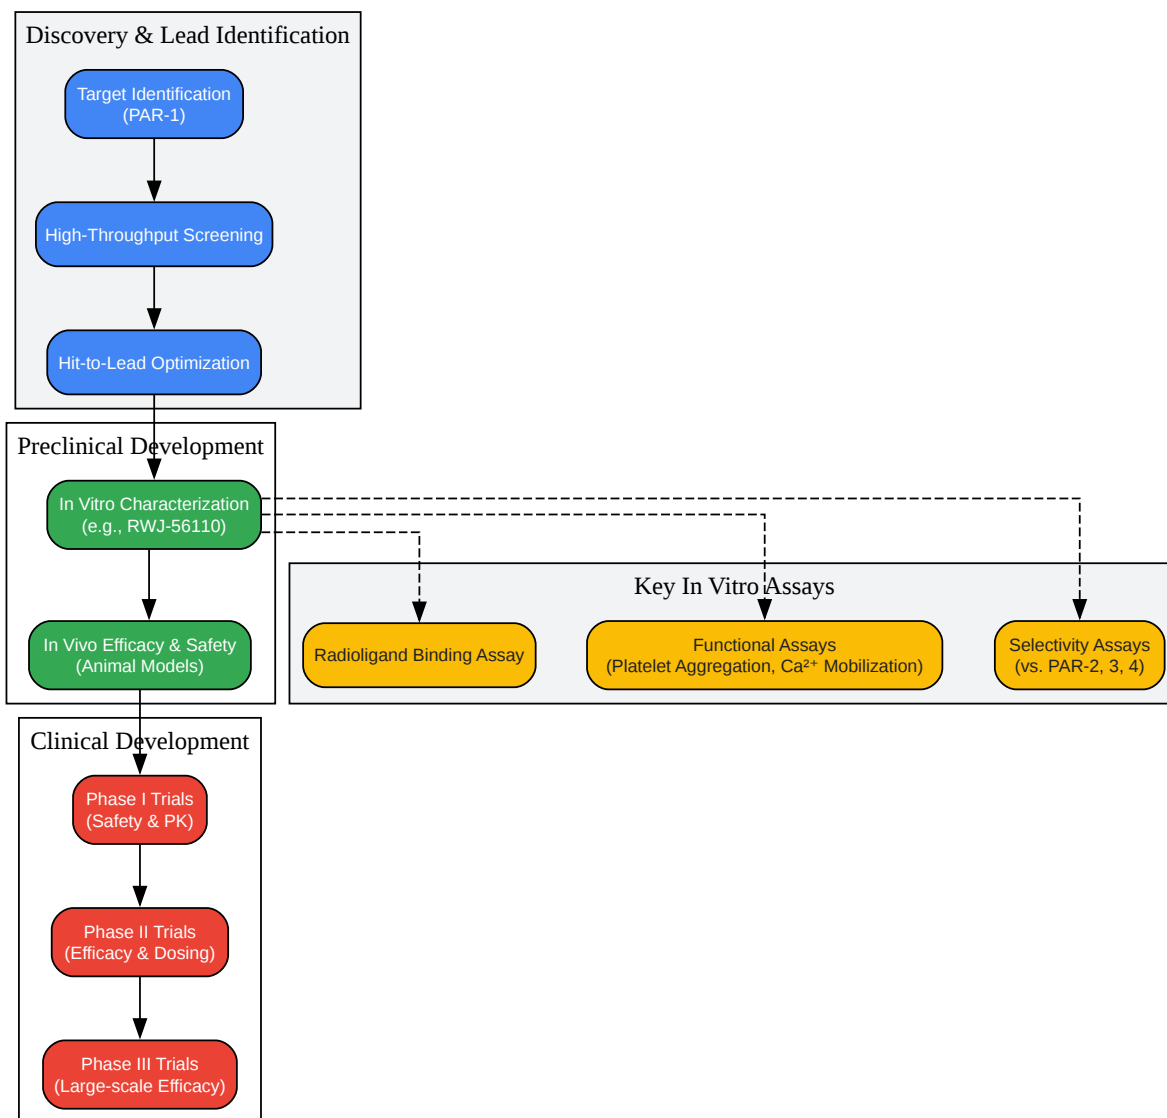 Discovery & Lead Identification
Target Identification
(PAR-1)
High-Throughput Screening
Hit-to-Lead Optimization
Preclinical Development
In Vitro Characterization
(e.g., RWJ-56110)
In Vivo Efficacy & Safety
(Animal Models)
Key In Vitro Assays
Radioligand Binding Assay
Functional Assays
(Platelet Aggregation, Ca²⁺ Mobilization)
Selectivity Assays
(vs. PAR-2, 3, 4)
Clinical Development
Phase I Trials
(Safety & PK)
Phase II Trials
(Efficacy & Dosing)
Phase III Trials
(Large-scale Efficacy)